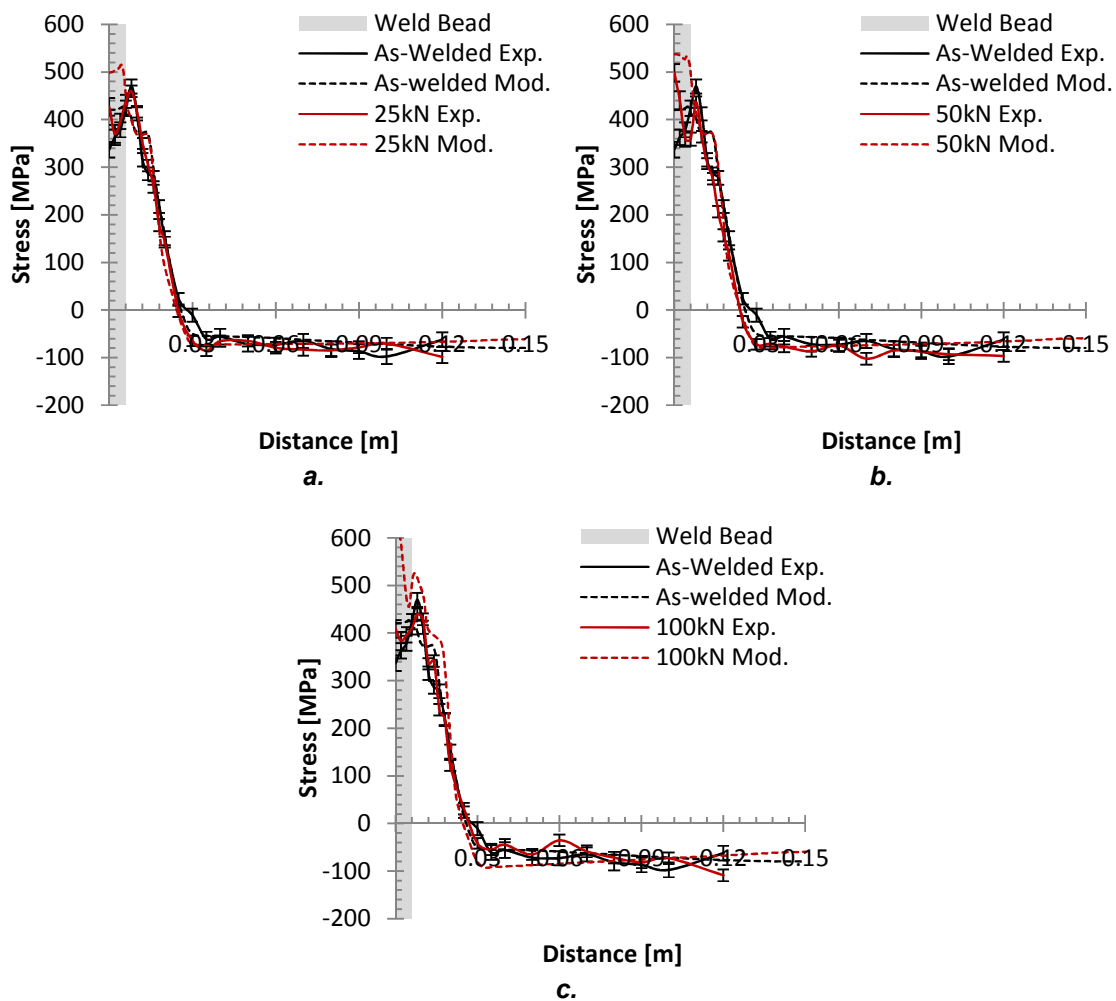 600
500
400
300
200
100
0
-100
-200
Stress [MPa]
Weld Bead
As-Welded Exp.
As-welded Mod.
25kN Exp.
25kN Mod.
0.03 0.06 0.09 0.12 0.15
Distance [m]
a.
600
500
400
300
200
100
0
-100
-200
Stress [MPa]
Weld Bead
As-Welded Exp.
As-welded Mod.
50kN Exp.
50kN Mod.
0.03 0.06 0.09 0.12 0.15
Distance [m]
b.
600
500
400
300
200
100
0
-100
-200
Stress [MPa]
Weld Bead
As-Welded Exp.
As-welded Mod.
100kN Exp.
100kN Mod.
0.03 0.06 0.09 0.12 0.15
Distance [m]
c.